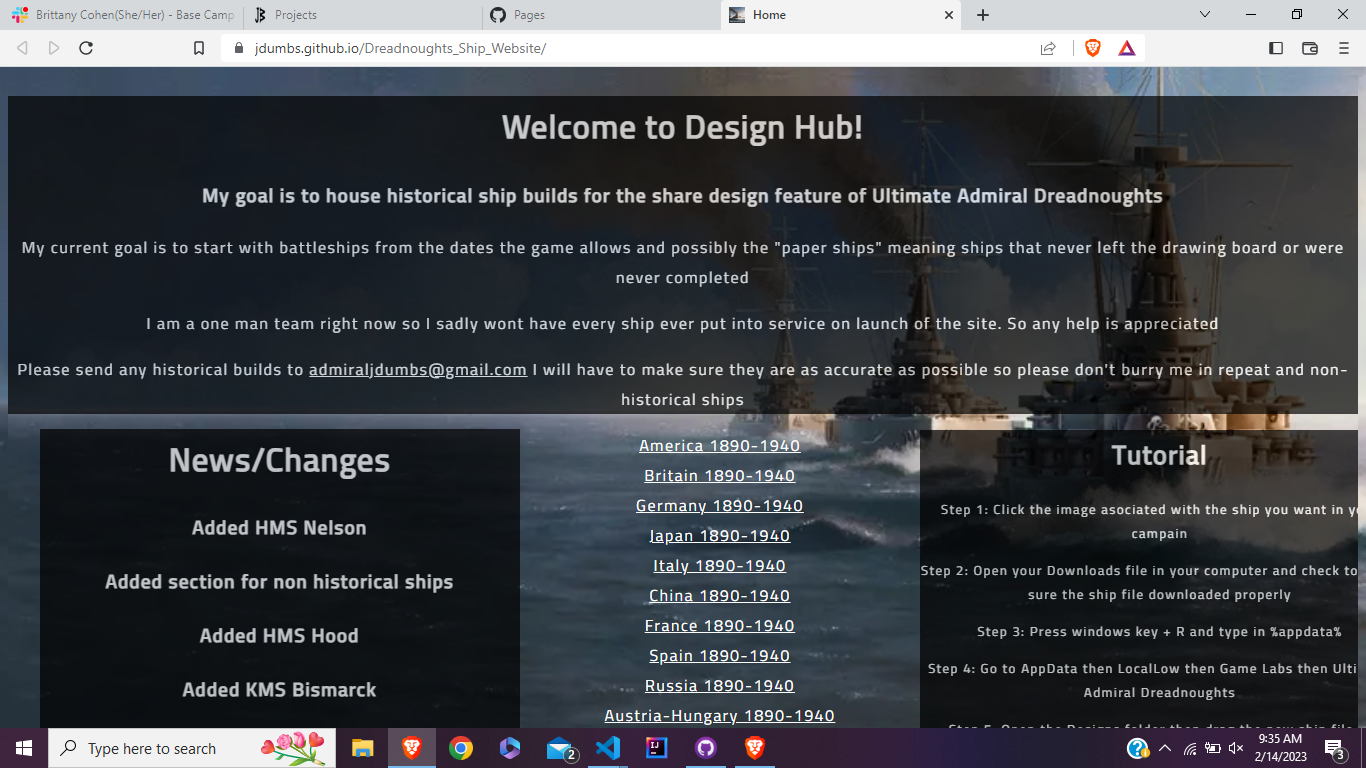 Brittany Cohen(She/Her) - Base Camp
Projects
Pages
Home
jdumbs.github.io/Dreadnoughts_Ship_Website/
Welcome to Design Hub!
My goal is to house historical ship builds for the share design feature of Ultimate Admiral Dreadnoughts
My current goal is to start with battleships from the dates the game allows and possibly the "paper ships" meaning ships that never left the drawing board or were
never completed
I am a one man team right now so I sadly wont have every ship ever put into service on launch of the site. So any help is appreciated
Please send any historical builds to admiraljdumbs@gmail.com I will have to make sure they are as accurate as possible so please don't burry me in repeat and non-
historical ships
News/Changes
Added HMS Nelson
Added section for non historical ships
Added HMS Hood
Added KMS Bismarck
America 1890-1940
Britain 1890-1940
Germany 1890-1940
Japan 1890-1940
Italy 1890-1940
China 1890-1940
France 1890-1940
Spain 1890-1940
Russia 1890-1940
Austria-Hungary 1890-1940
Tutorial
Step 1: Click the image asociated with the ship you want in y
campain
Step 2: Open your Downloads file in your computer and check to
sure the ship file downloaded properly
Step 3: Press windows key + R and type in %appdata%
Step 4: Go to AppData then LocalLow then Game Labs then Ulti
Admiral Dreadnoughts
Step 5: Open the Designs folder then drag the new ship file
Type here to search
2
9:35 AM
2/14/2023
3